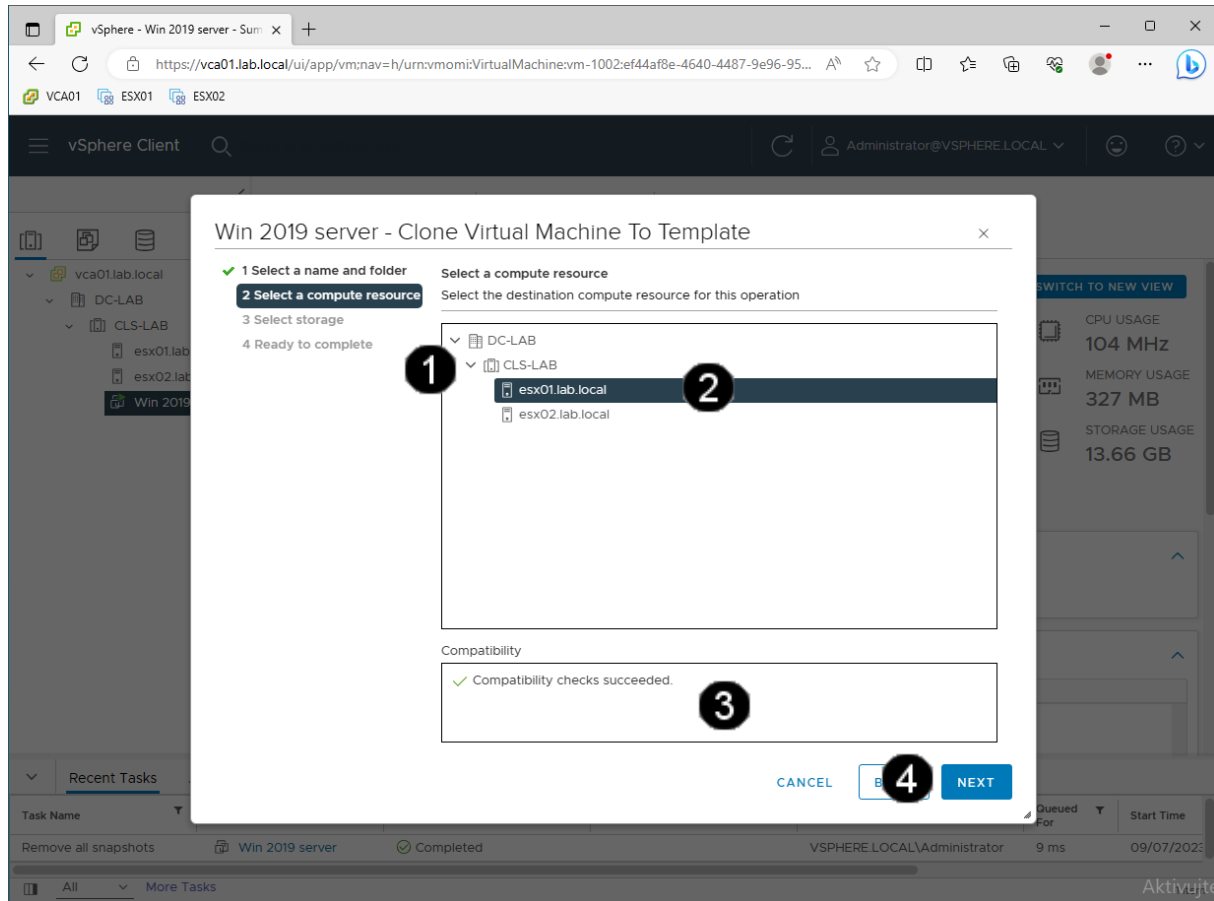 vSphere - Win 2019 server - Sum
https://vca01.lab.local/ui/app/vm;nav=h/urn:vmomi:VirtualMachine:vm-1002:ef44af8e-4640-4487-9e96-95...
VCA01 ESX01 ESX02
vSphere Client
Administrator@VSPHERE.LOCAL
Win 2019 server - Clone Virtual Machine To Template
1 Select a name and folder
2 Select a compute resource
3 Select storage
4 Ready to complete
Select a compute resource
Select the destination compute resource for this operation
DC-LAB
CLS-LAB
esx01.lab.local
esx02.lab.local
1
2
Compatibility
Compatibility checks succeeded.
3
CANCEL
4
NEXT
vca01.lab.local
DC-LAB
CLS-LAB
esx01.lab
esx02.lab
Win 2019
SWITCH TO NEW VIEW
CPU USAGE
104 MHz
MEMORY USAGE
327 MB
STORAGE USAGE
13.66 GB
Recent Tasks
Task Name Queued For Start Time
Remove all snapshots Win 2019 server Completed VSPHERE.LOCAL\Administrator 9 ms 09/07/2023
All More Tasks
Aktivujte